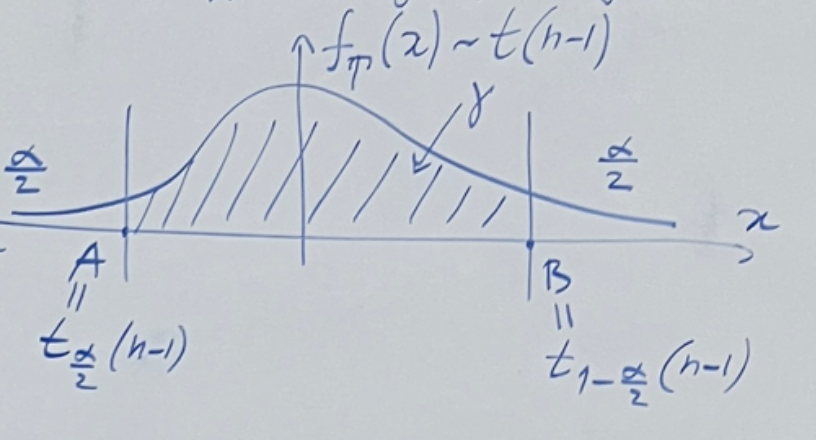 f_T(x) ~ t(n-1)
γ
α/2
α/2
x
A
B
=
=
t_{α/2}(n-1)
t_{1-α/2}(n-1)